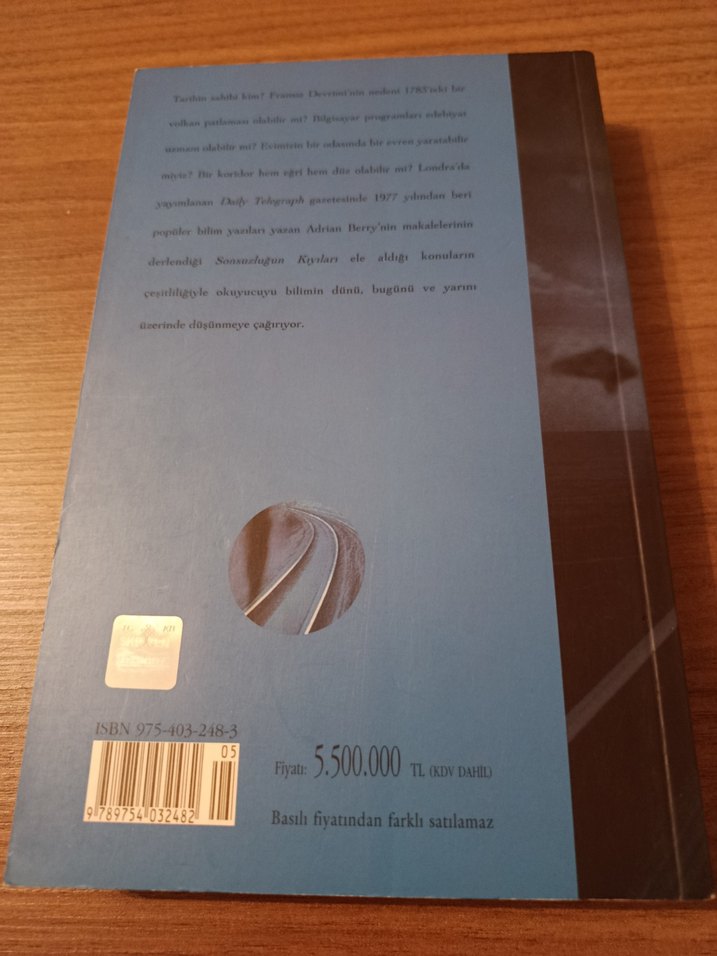 Tarihin sahibi kim? Fransız Devrimi'nin nedeni 1783'teki bir
volkan patlaması olabilir mi? Bilgisayar programları edebiyat
uzmanı olabilir mi? Evimizin bir odasında bir evren yaratabilir
miyiz? Bir koridor hem eğri hem düz olabilir mi? Londra'da
yayımlanan Daily Telegraph gazetesinde 1977 yılından beri
popüler bilim yazıları yazan Adrian Berry'nin makalelerinin
derlendiği Sonsuzluğun Kıyıları ele aldığı konuların
çeşitliliğiyle okuyucuyu bilimin dünü, bugünü ve yarını
üzerinde düşünmeye çağırıyor.
ISBN 975-403-248-3
05
9 789754 032482
Fiyatı: 5.500.000 TL (KDV DAHİL)
Basılı fiyatından farklı satılamaz